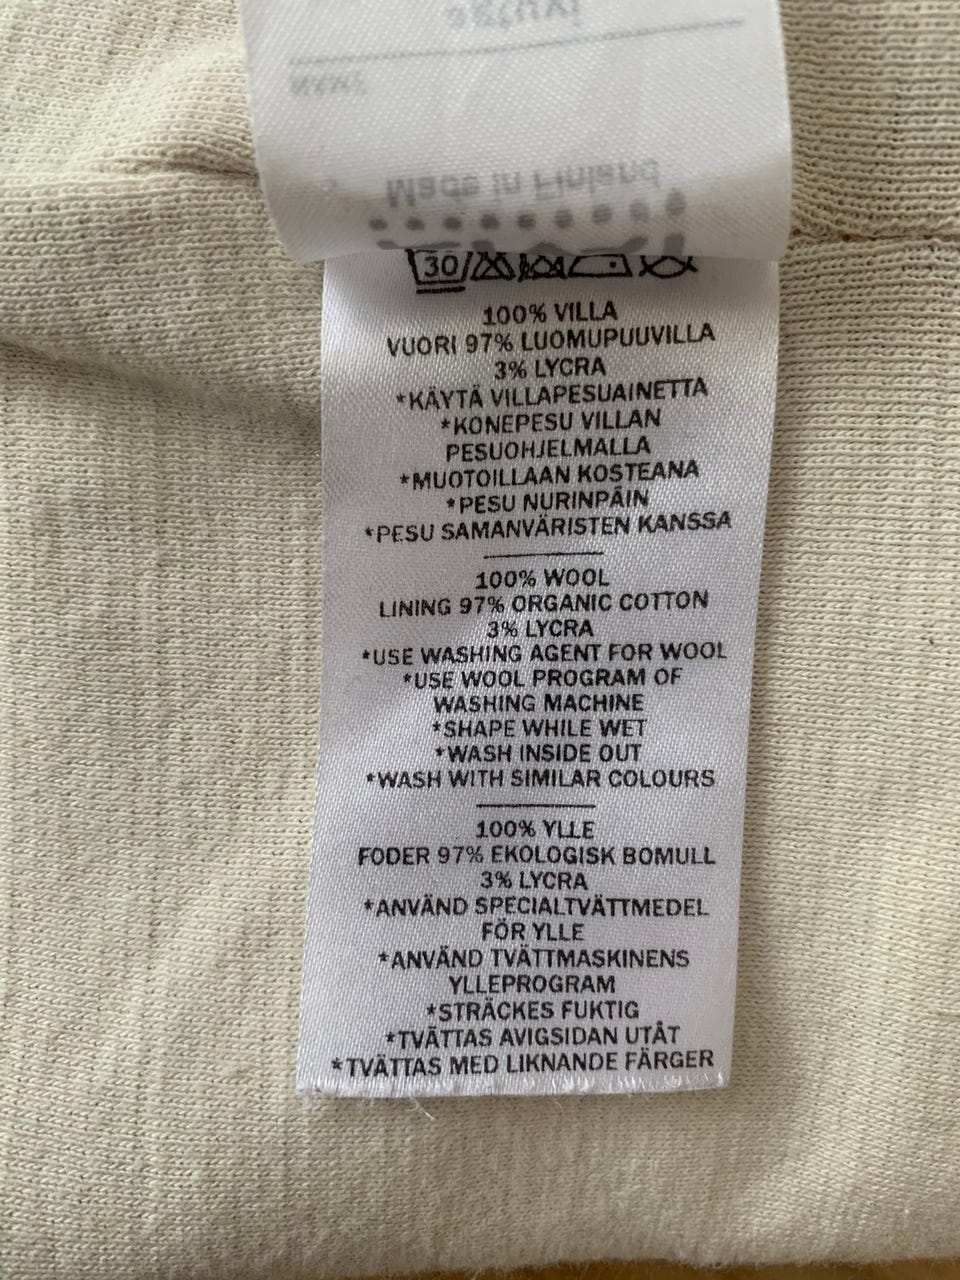 Made in Finland
30
100% VILLA
VUORI 97% LUOMUPUUVILLA
3% LYCRA
*KÄYTÄ VILLAPESUAINETTA
*KONEPESU VILLAN
PESUOHJELMALLA
*MUOTOILLAAN KOSTEANA
*PESU NURINPÄIN
*PESU SAMANVÄRISTEN KANSSA
100% WOOL
LINING 97% ORGANIC COTTON
3% LYCRA
*USE WASHING AGENT FOR WOOL
*USE WOOL PROGRAM OF
WASHING MACHINE
*SHAPE WHILE WET
*WASH INSIDE OUT
*WASH WITH SIMILAR COLOURS
100% YLLE
FODER 97% EKOLOGISK BOMULL
3% LYCRA
*ANVÄND SPECIALTVÄTTMEDEL
FÖR YLLE
*ANVÄND TVÄTTMASKINENS
YLLEPROGRAM
*STRÄCKES FUKTIG
*TVÄTTAS AVIGSIDAN UTÅT
*TVÄTTAS MED LIKNANDE FÄRGER